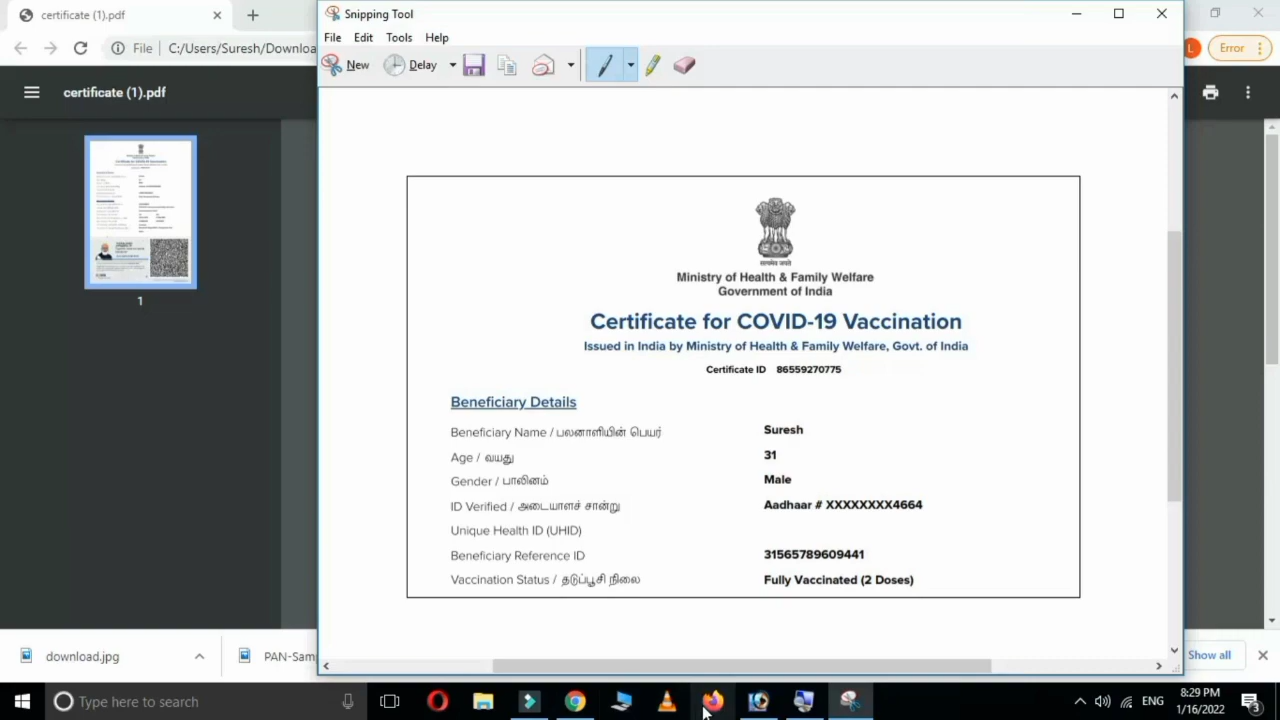 certificate (1).pdf
Snipping Tool
File Edit Tools Help
File C:/Users/Suresh/Downloa
Error
New Delay
certificate (1).pdf
1
सत्यमेव जयते
Ministry of Health & Family Welfare
Government of India
Certificate for COVID-19 Vaccination
Issued in India by Ministry of Health & Family Welfare, Govt. of India
Certificate ID 86559270775
Beneficiary Details
Beneficiary Name / பயனாளியின் பெயர் Suresh
Age / வயது 31
Gender / பாலினம் Male
ID Verified / அடையாளச் சான்று Aadhaar # XXXXXXXX4664
Unique Health ID (UHID)
Beneficiary Reference ID 31565789609441
Vaccination Status / தடுப்பூசி நிலை Fully Vaccinated (2 Doses)
download.jpg
PAN-Sam
Show all
Type here to search
ENG
8:29 PM
1/16/2022
3